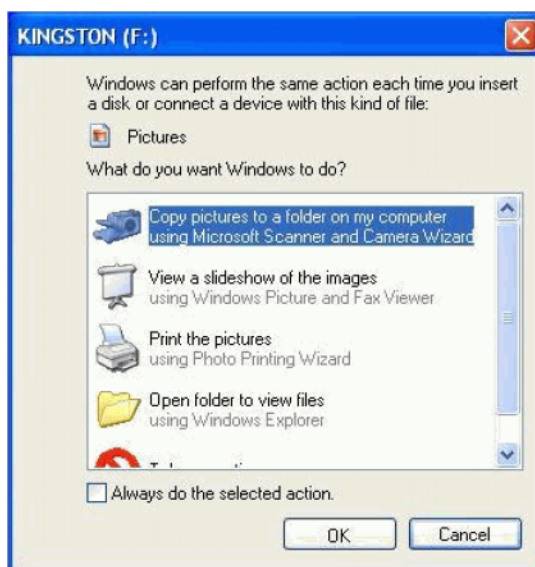 KINGSTON (F:)
Windows can perform the same action each time you insert
a disk or connect a device with this kind of file:
Pictures
What do you want Windows to do?
Copy pictures to a folder on my computer
using Microsoft Scanner and Camera Wizard
View a slideshow of the images
using Windows Picture and Fax Viewer
Print the pictures
using Photo Printing Wizard
Open folder to view files
using Windows Explorer
Always do the selected action.
OK
Cancel